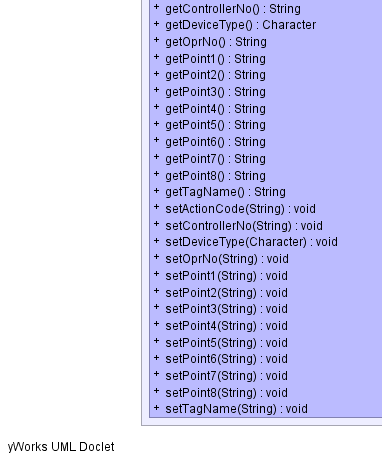 + getControllerNo() : String
+ getDeviceType() : Character
+ getOprNo() : String
+ getPoint1() : String
+ getPoint2() : String
+ getPoint3() : String
+ getPoint4() : String
+ getPoint5() : String
+ getPoint6() : String
+ getPoint7() : String
+ getPoint8() : String
+ getTagName() : String
+ setActionCode(String) : void
+ setControllerNo(String) : void
+ setDeviceType(Character) : void
+ setOprNo(String) : void
+ setPoint1(String) : void
+ setPoint2(String) : void
+ setPoint3(String) : void
+ setPoint4(String) : void
+ setPoint5(String) : void
+ setPoint6(String) : void
+ setPoint7(String) : void
+ setPoint8(String) : void
+ setTagName(String) : void
yWorks UML Doclet